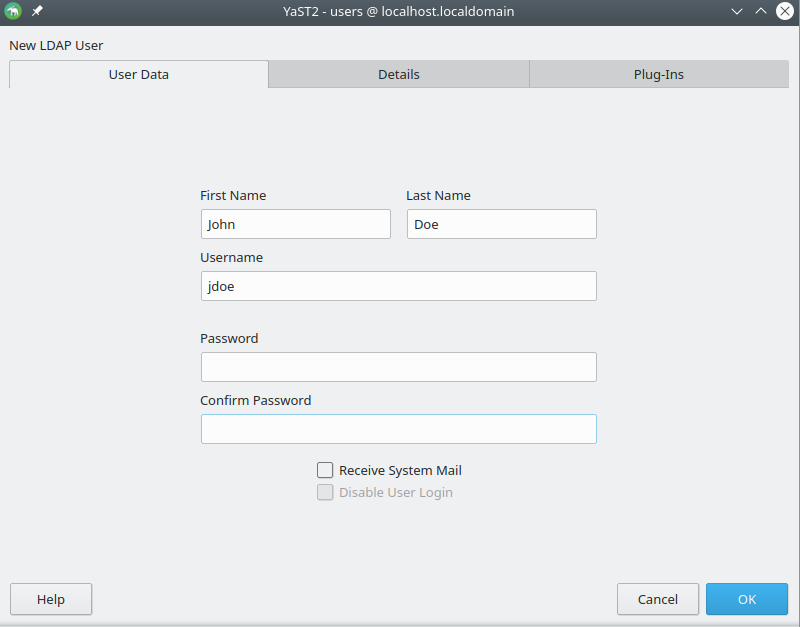 YaST2 - users @ localhost.localdomain
New LDAP User
User Data Details Plug-Ins
First Name Last Name
John Doe
Username
jdoe
Password
Confirm Password
Receive System Mail
Disable User Login
Help Cancel OK